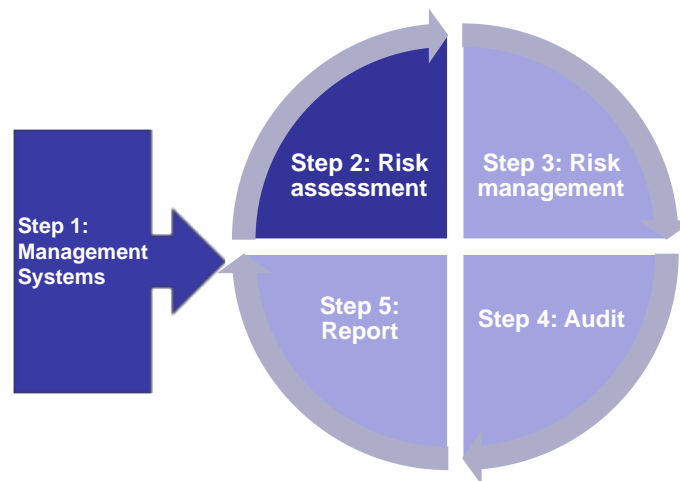 Step 1:
Management
Systems
Step 2: Risk
assessment
Step 3: Risk
management
Step 4: Audit
Step 5:
Report